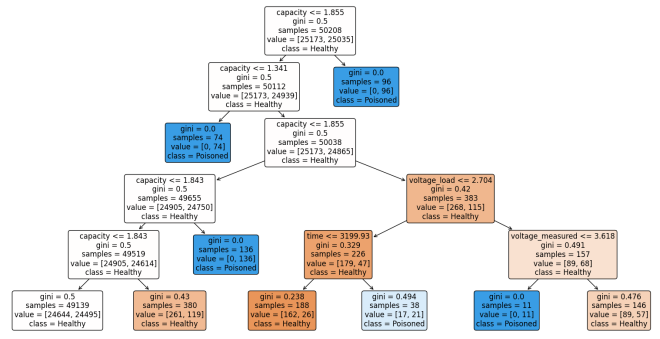 capacity <= 1.855
gini = 0.5
samples = 50208
value = [25173, 25035]
class = Healthy
capacity <= 1.341
gini = 0.5
samples = 50112
value = [25173, 24939]
class = Healthy
gini = 0.0
samples = 96
value = [0, 96]
class = Poisoned
gini = 0.0
samples = 74
value = [0, 74]
class = Poisoned
capacity <= 1.855
gini = 0.5
samples = 50038
value = [25173, 24865]
class = Healthy
capacity <= 1.843
gini = 0.5
samples = 49655
value = [24905, 24750]
class = Healthy
voltage_load <= 2.704
gini = 0.42
samples = 383
value = [268, 115]
class = Healthy
capacity <= 1.843
gini = 0.5
samples = 49519
value = [24905, 24614]
class = Healthy
gini = 0.0
samples = 136
value = [0, 136]
class = Poisoned
time <= 3199.93
gini = 0.329
samples = 226
value = [179, 47]
class = Healthy
voltage_measured <= 3.618
gini = 0.491
samples = 157
value = [89, 68]
class = Healthy
gini = 0.5
samples = 49139
value = [24644, 24495]
class = Healthy
gini = 0.43
samples = 380
value = [261, 119]
class = Healthy
gini = 0.238
samples = 188
value = [162, 26]
class = Healthy
gini = 0.494
samples = 38
value = [17, 21]
class = Poisoned
gini = 0.0
samples = 11
value = [0, 11]
class = Poisoned
gini = 0.476
samples = 146
value = [89, 57]
class = Healthy